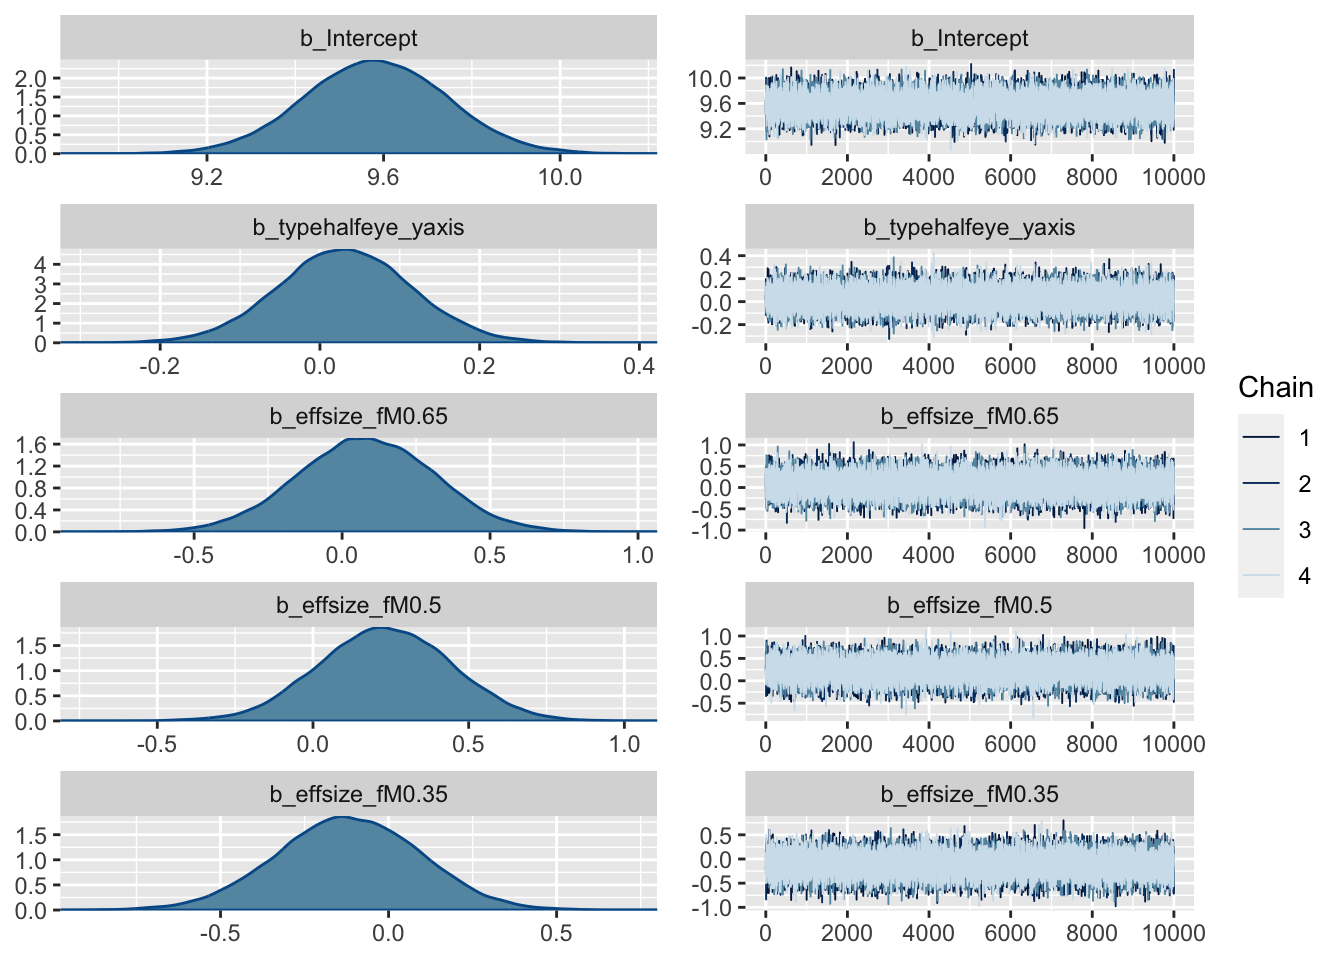 b_Intercept
2.0
1.5
1.0
0.5
0.0
9.2 9.6 10.0
b_Intercept
10.0
9.6
9.2
0 2000 4000 6000 8000 10000
b_typehalfeye_yaxis
4
3
2
1
0
-0.2 0.0 0.2 0.4
b_typehalfeye_yaxis
0.4
0.2
0.0
-0.2
0 2000 4000 6000 8000 10000
b_effsize_fM0.65
1.6
1.2
0.8
0.4
0.0
-0.5 0.0 0.5 1.0
b_effsize_fM0.65
1.0
0.5
0.0
-0.5
-1.0
0 2000 4000 6000 8000 10000
b_effsize_fM0.5
1.5
1.0
0.5
0.0
-0.5 0.0 0.5 1.0
b_effsize_fM0.5
1.0
0.5
0.0
-0.5
0 2000 4000 6000 8000 10000
b_effsize_fM0.35
1.5
1.0
0.5
0.0
-0.5 0.0 0.5
b_effsize_fM0.35
0.5
0.0
-0.5
-1.0
0 2000 4000 6000 8000 10000
Chain
1
2
3
4